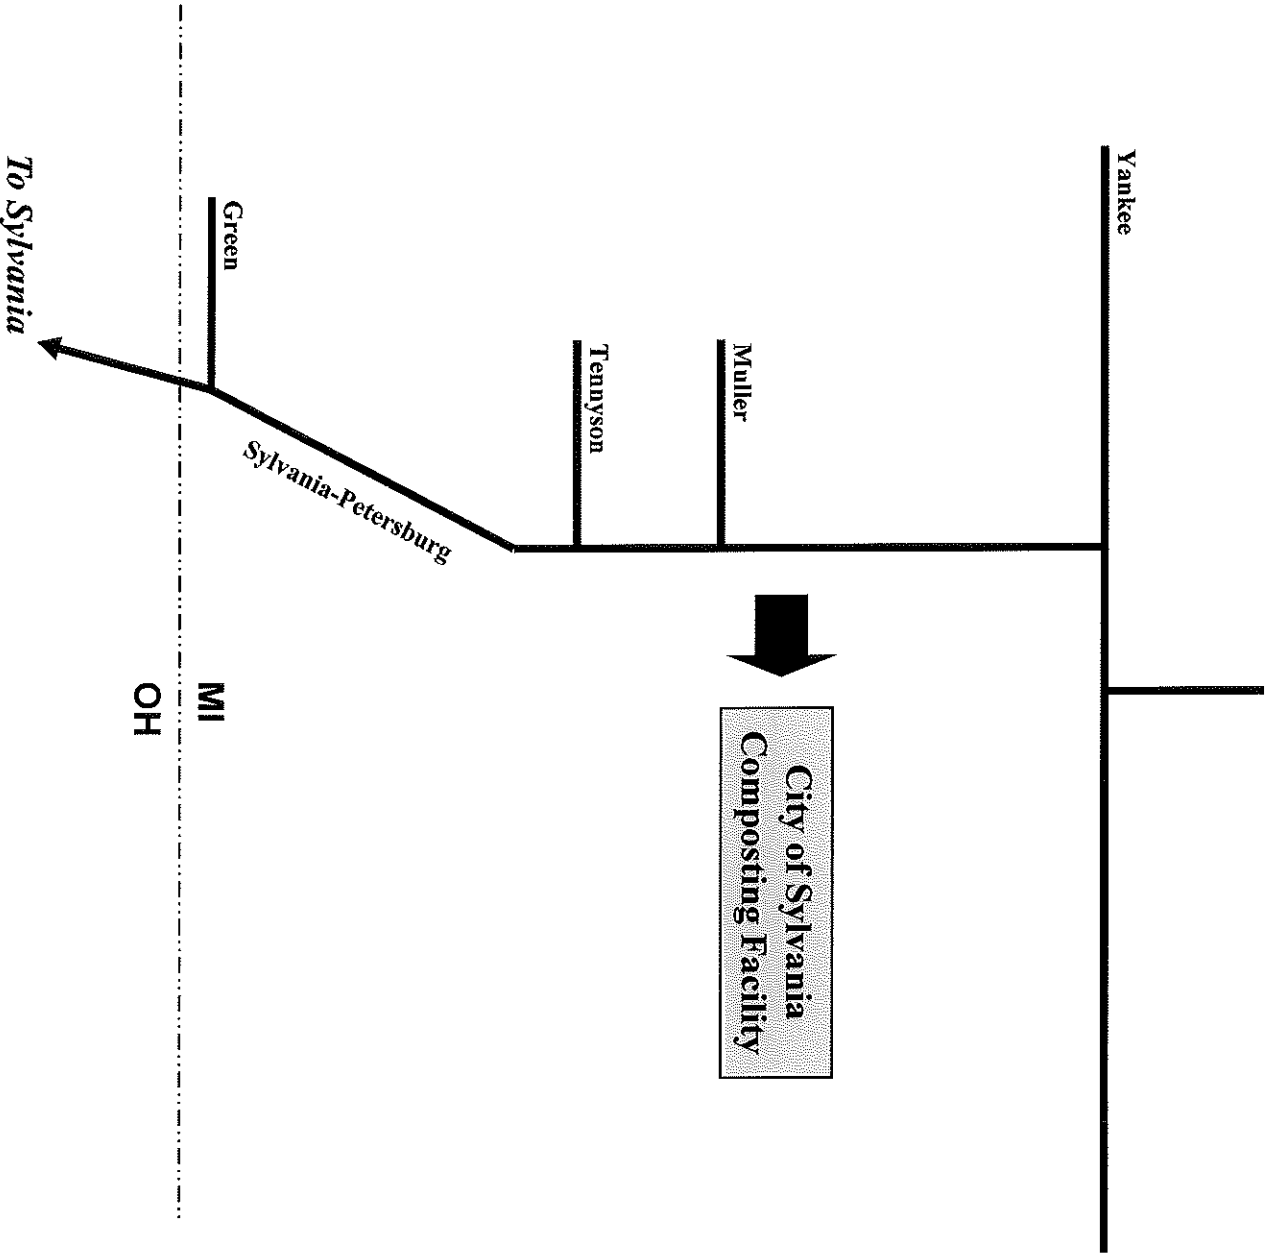 Yankee
Muller
Tennyson
City of Sylvania
Composting Facility
Sylvania-Petersburg
Green
MI
OH
To Sylvania